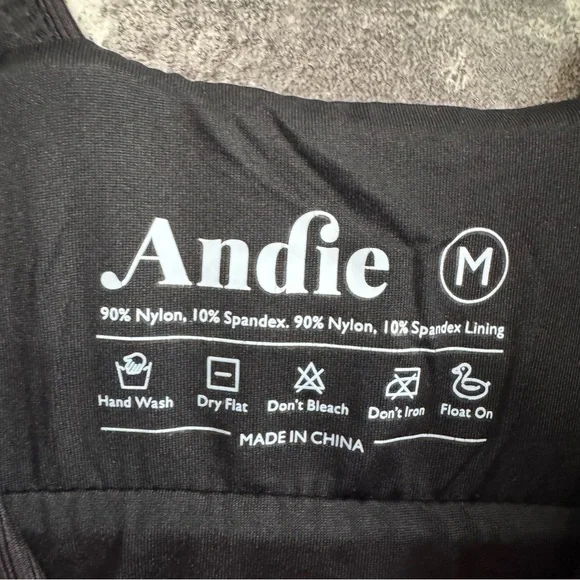 Andie M
90% Nylon, 10% Spandex. 90% Nylon, 10% Spandex Lining
Hand Wash Dry Flat Don't Bleach Don't Iron Float On
MADE IN CHINA